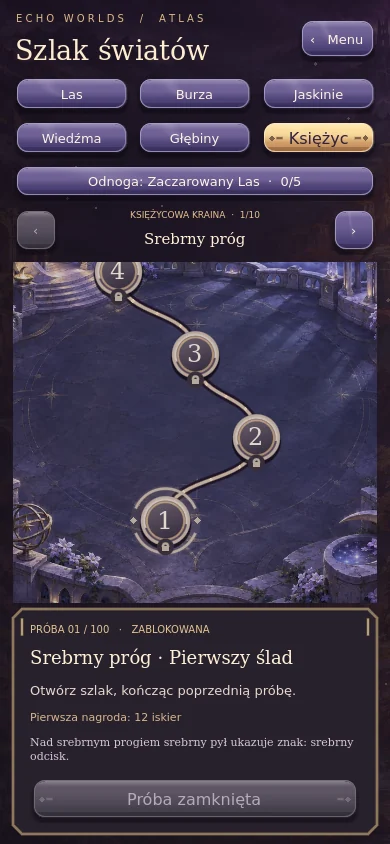 ECHO WORLDS / ATLAS
Szlak światów
‹ Menu
Las
Burza
Jaskinie
Wiedźma
Głębiny
Księżyc
Odnoga: Zaczarowany Las · 0/5
‹
KSIĘŻYCOWA KRAINA · 1/10
Srebrny próg
›
4
3
2
1
PRÓBA 01 / 100 · ZABLOKOWANA
Srebrny próg · Pierwszy ślad
Otwórz szlak, kończąc poprzednią próbę.
Pierwsza nagroda: 12 iskier
Nad srebrnym progiem srebrny pył ukazuje znak: srebrny
odcisk.
Próba zamknięta